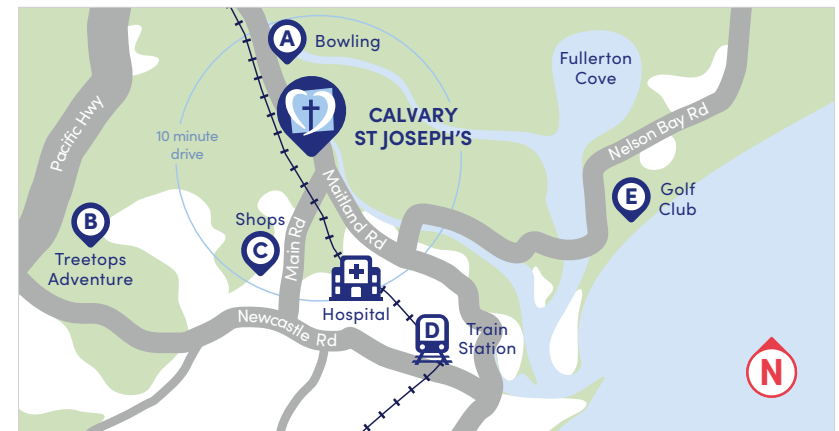 A
Bowling
Fullerton
Cove
CALVARY
ST JOSEPH'S
Pacific Hwy
10 minute
drive
Nelson Bay Rd
E
Golf
Club
B
Treetops
Adventure
Shops
C
Main Rd
Maitland Rd
Hospital
Newcastle Rd
D
Train
Station
N